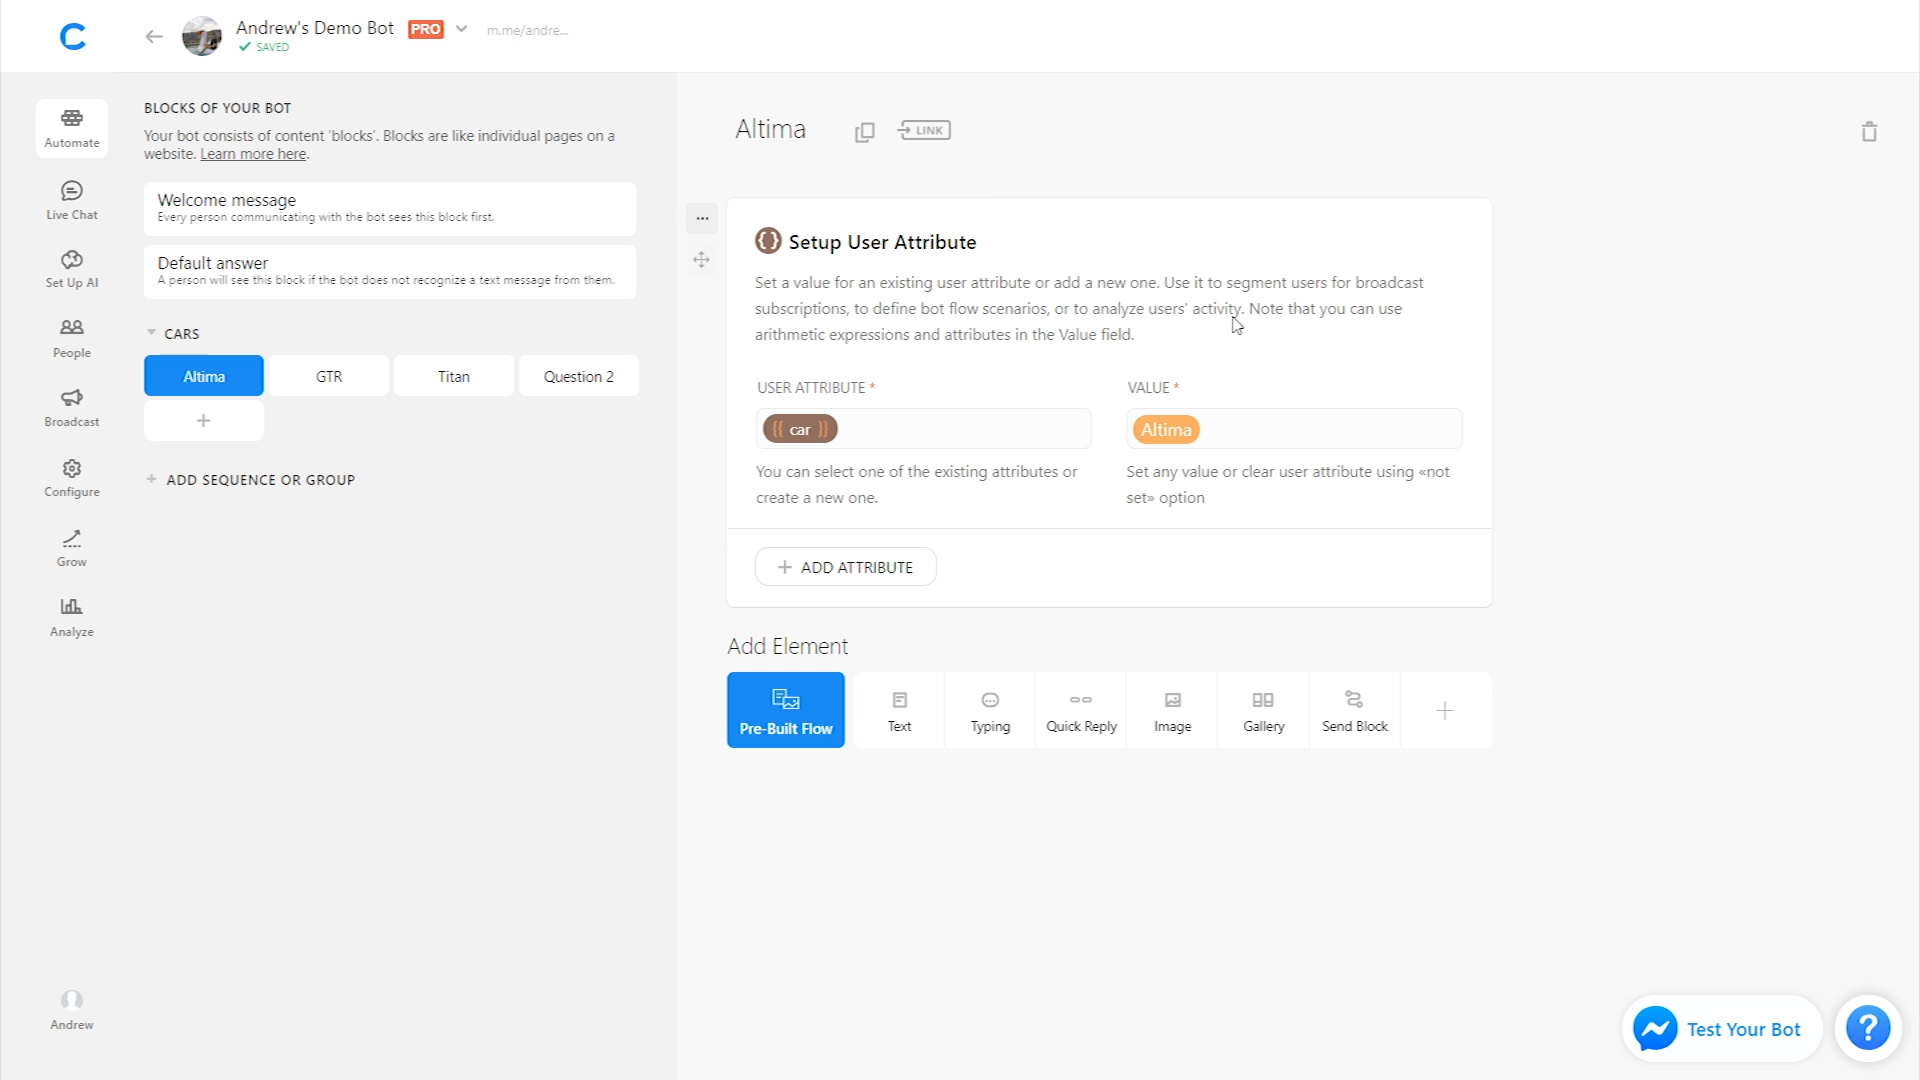 Andrew's Demo Bot PRO m.me/andre...
SAVED
Automate
Live Chat
Set Up AI
People
Broadcast
Configure
Grow
Analyze
Andrew
BLOCKS OF YOUR BOT
Your bot consists of content 'blocks'. Blocks are like individual pages on a
website. Learn more here.
Welcome message
Every person communicating with the bot sees this block first.
Default answer
A person will see this block if the bot does not recognize a text message from them.
CARS
Altima GTR Titan Question 2
+
+ ADD SEQUENCE OR GROUP
Altima LINK
...
{} Setup User Attribute
Set a value for an existing user attribute or add a new one. Use it to segment users for broadcast
subscriptions, to define bot flow scenarios, or to analyze users' activity. Note that you can use
arithmetic expressions and attributes in the Value field.
USER ATTRIBUTE * VALUE *
{{ car }} Altima
You can select one of the existing attributes or
create a new one.
Set any value or clear user attribute using «not
set» option
+ ADD ATTRIBUTE
Add Element
Pre-Built Flow Text Typing Quick Reply Image Gallery Send Block +
Test Your Bot ?